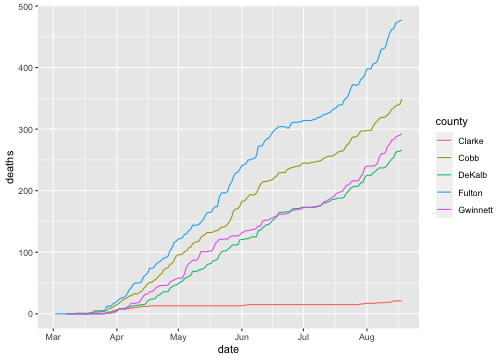 500
400
300
200
100
0
deaths
Mar Apr May Jun Jul Aug
date
county
Clarke
Cobb
DeKalb
Fulton
Gwinnett